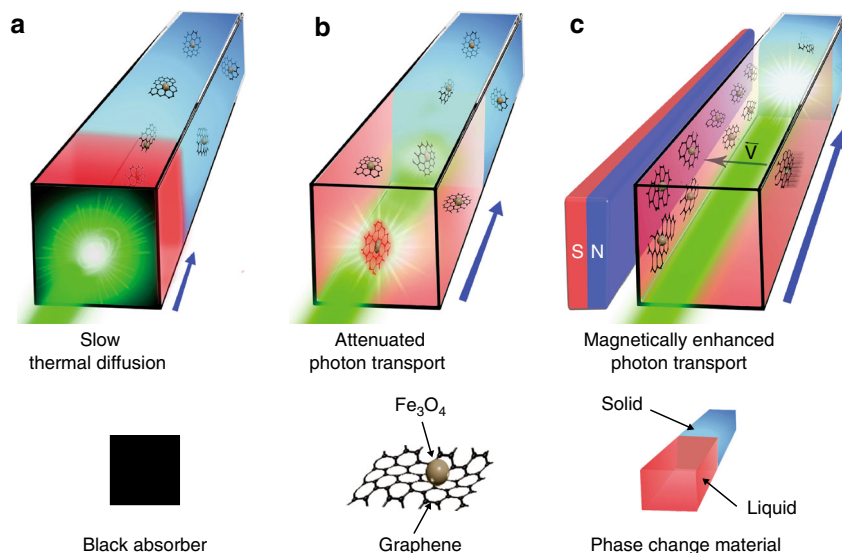 a
b
c
V̅
S N
Slow
thermal diffusion
Attenuated
photon transport
Magnetically enhanced
photon transport
Fe₃O₄
Solid
Liquid
Black absorber
Graphene
Phase change material